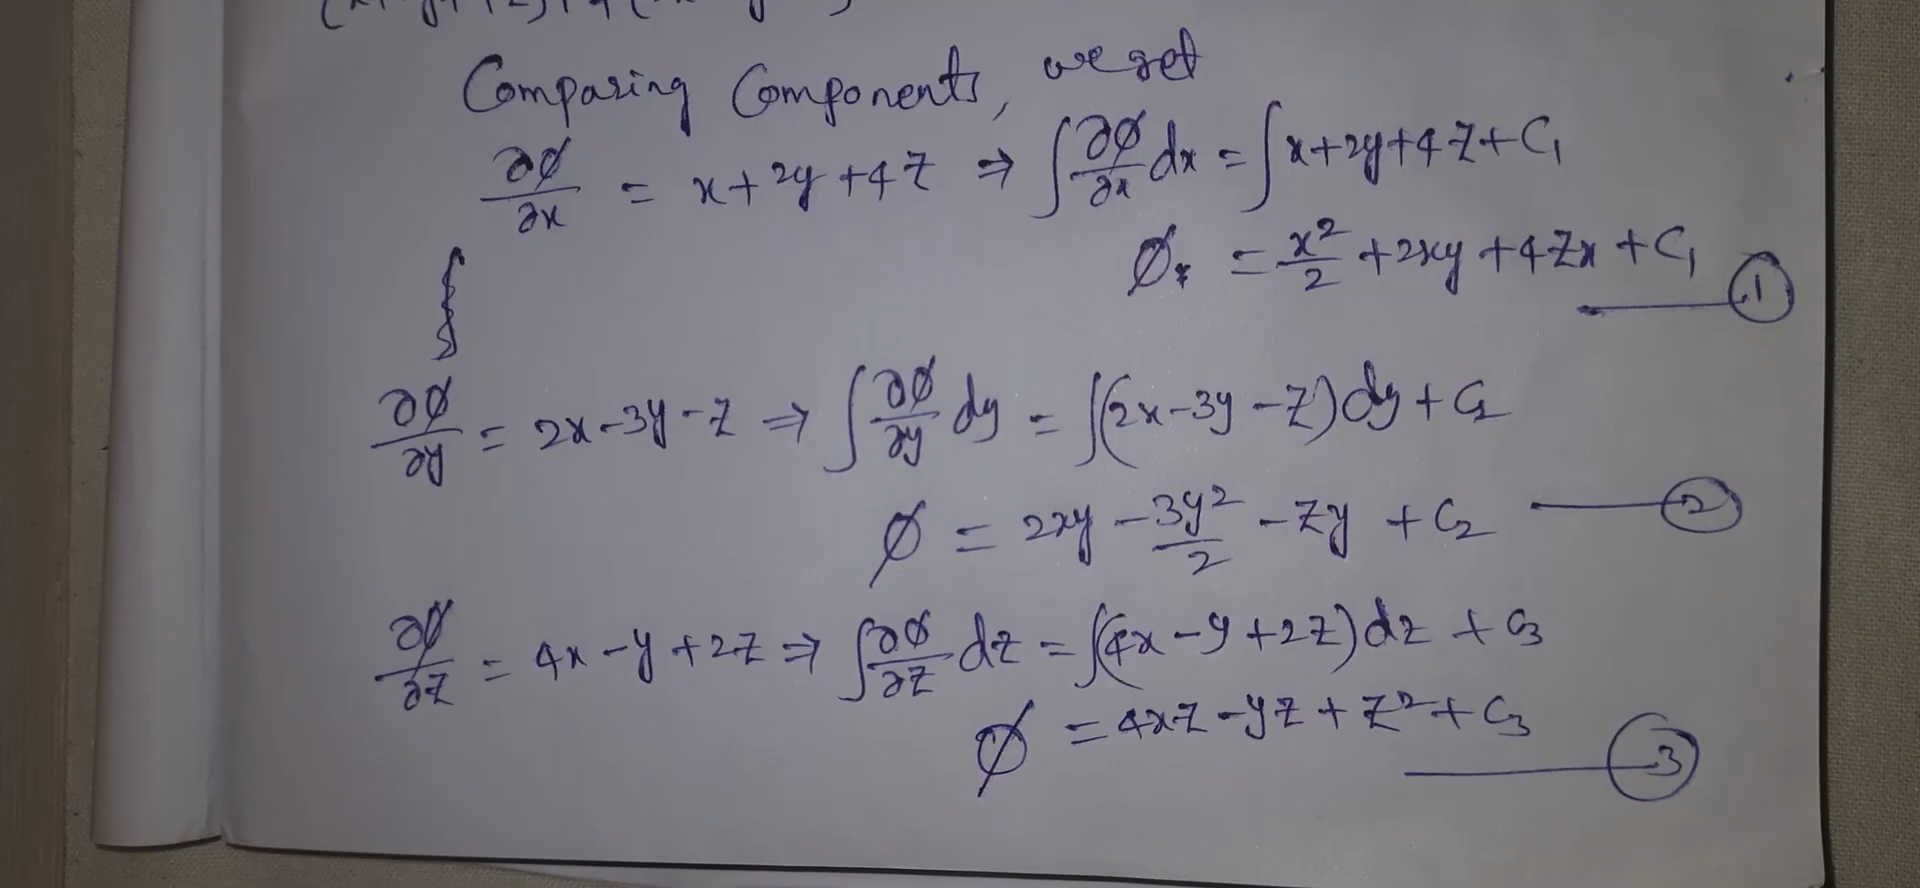 Comparing Components, we get
∂ø/∂x = x + 2y + 4z ⇒ ∫ ∂ø/∂x dx = ∫ x + 2y + 4z + C₁
ø = x²/2 + 2xy + 4zx + C₁ — ①
∂ø/∂y = 2x - 3y - z ⇒ ∫ ∂ø/∂y dy = ∫(2x - 3y - z) dy + C₂
ø = 2xy - 3y²/2 - zy + C₂ — ②
∂ø/∂z = 4x - y + 2z ⇒ ∫ ∂ø/∂z dz = ∫(4x - y + 2z) dz + C₃
ø = 4xz - yz + z² + C₃ — ③